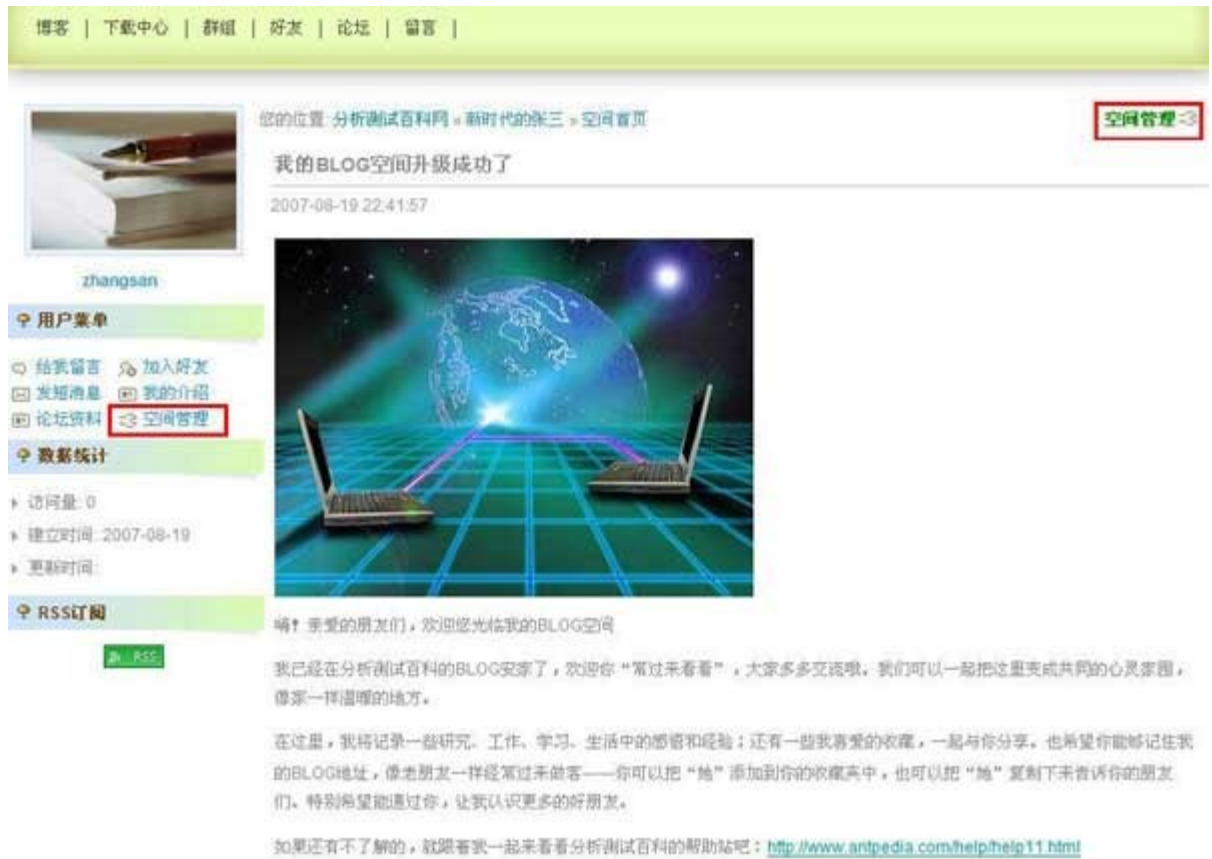 博客 | 下载中心 | 群组 | 好友 | 论坛 | 留言 |
您的位置: 分析测试百科网 » 新时代的张三 » 空间首页
空间管理
我的BLOG空间升级成功了
2007-08-19 22:41:57
zhangsan
用户菜单
给我留言 加入好友
发短消息 我的介绍
论坛资料 空间管理
数据统计
访问量: 0
建立时间: 2007-08-19
更新时间:
RSS订阅
RSS
嗨!亲爱的朋友们,欢迎您光临我的BLOG空间
我已经在分析测试百科的BLOG安家了,欢迎你“常过来看看”,大家多多交流哦。我们可以一起把这里变成共同的心灵家园,
像家一样温暖的地方。
在这里,我将记录一些研究、工作、学习、生活中的感悟和经验;还有一些我喜爱的收藏,一起与你分享。也希望你能够记住我
的BLOG地址,像老朋友一样经常过来做客——你可以把“她”添加到你的收藏夹中,也可以把“她”复制下来告诉你的朋友
们。特别希望能通过你,让我认识更多的好朋友。
如果还有不了解的,就跟着我一起来看看分析测试百科的帮助站吧:http://www.antpedia.com/help/help11.html